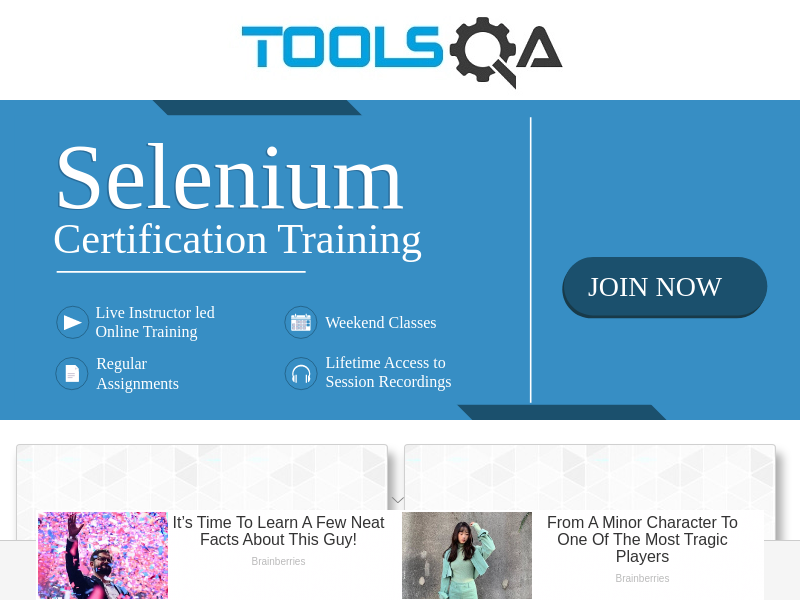 TOOLSQA
Selenium
Certification Training
JOIN NOW
Live Instructor led
Online Training
Weekend Classes
Regular
Assignments
Lifetime Access to
Session Recordings
It’s Time To Learn A Few Neat
Facts About This Guy!
Brainberries
From A Minor Character To
One Of The Most Tragic
Players
Brainberries